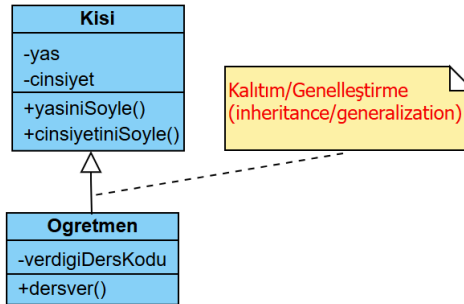 Kisi
-yas
-cinsiyet
+yasiniSoyle()
+cinsiyetiniSoyle()
Kalıtım/Genelleştirme
(inheritance/generalization)
Ogretmen
-verdigiDersKodu
+dersver()